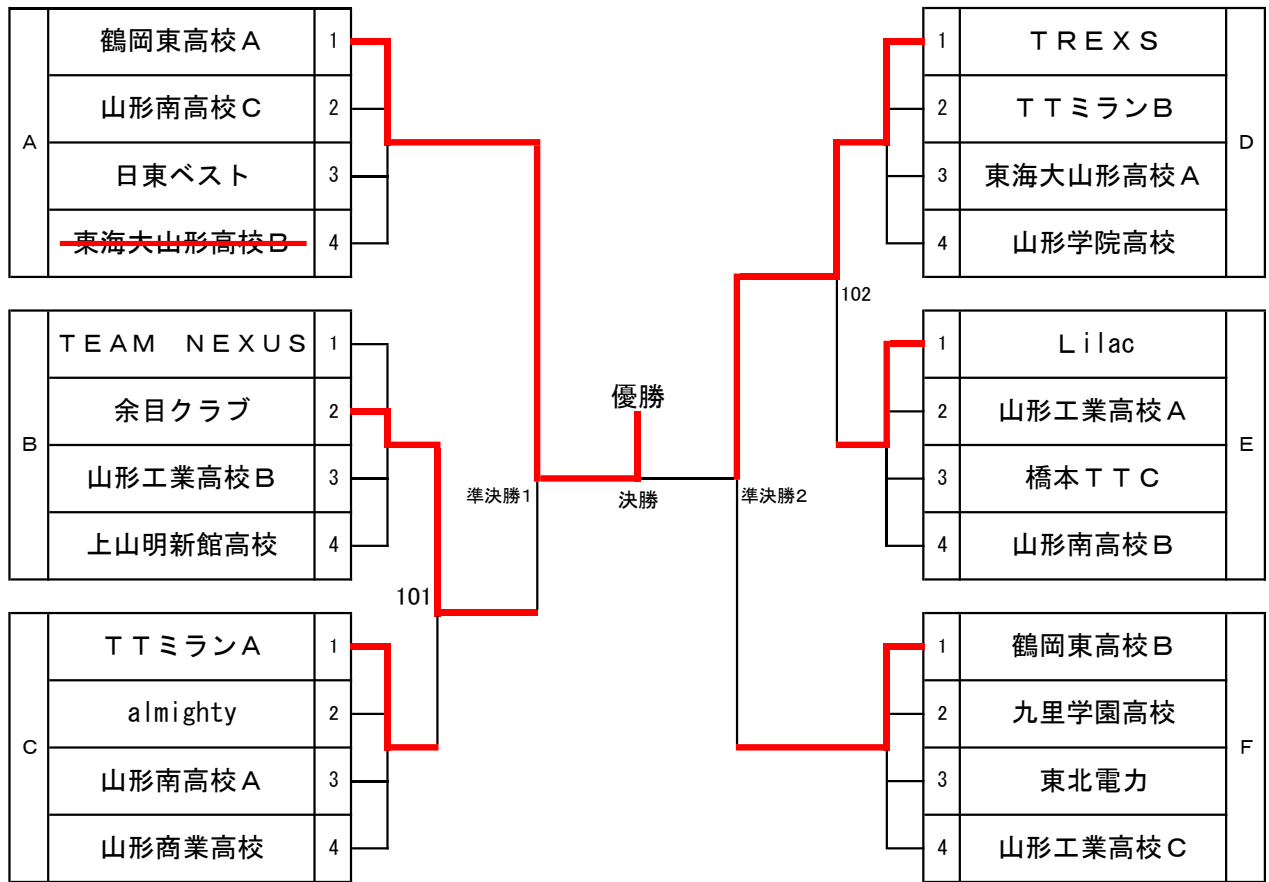 A
鶴岡東高校A 1
山形南高校C 2
日東ベスト 3
東海大山形高校B 4
B
TEAM NEXUS 1
余目クラブ 2
山形工業高校B 3
上山明新館高校 4
C
TTミランA 1
almighty 2
山形南高校A 3
山形商業高校 4
101
準決勝1
優勝
決勝
準決勝2
102
1 TREXS
2 TTミランB
3 東海大山形高校A
4 山形学院高校
D
1 Lilac
2 山形工業高校A
3 橋本TTC
4 山形南高校B
E
1 鶴岡東高校B
2 九里学園高校
3 東北電力
4 山形工業高校C
F